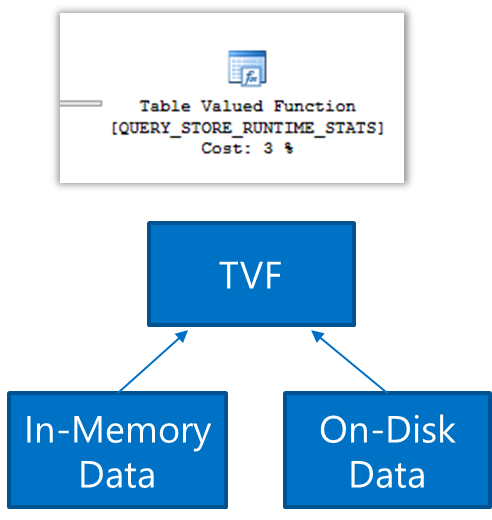 Table Valued Function
[QUERY_STORE_RUNTIME_STATS]
Cost: 3 %
TVF
In-Memory
Data
On-Disk
Data